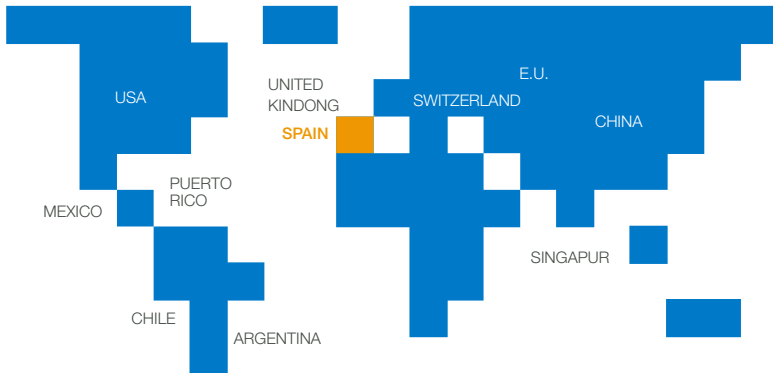 E.U.
UNITED
KINDONG
USA
SWITZERLAND
CHINA
SPAIN
PUERTO
RICO
MEXICO
SINGAPUR
CHILE
ARGENTINA